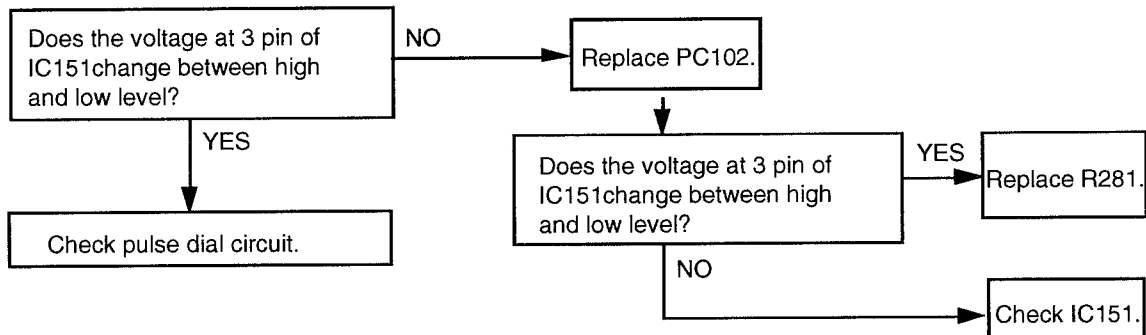 Does the voltage at 3 pin of
IC151change between high
and low level?
NO
Replace PC102.
YES
Check pulse dial circuit.
Does the voltage at 3 pin of
IC151change between high
and low level?
YES
Replace R281.
NO
Check IC151.